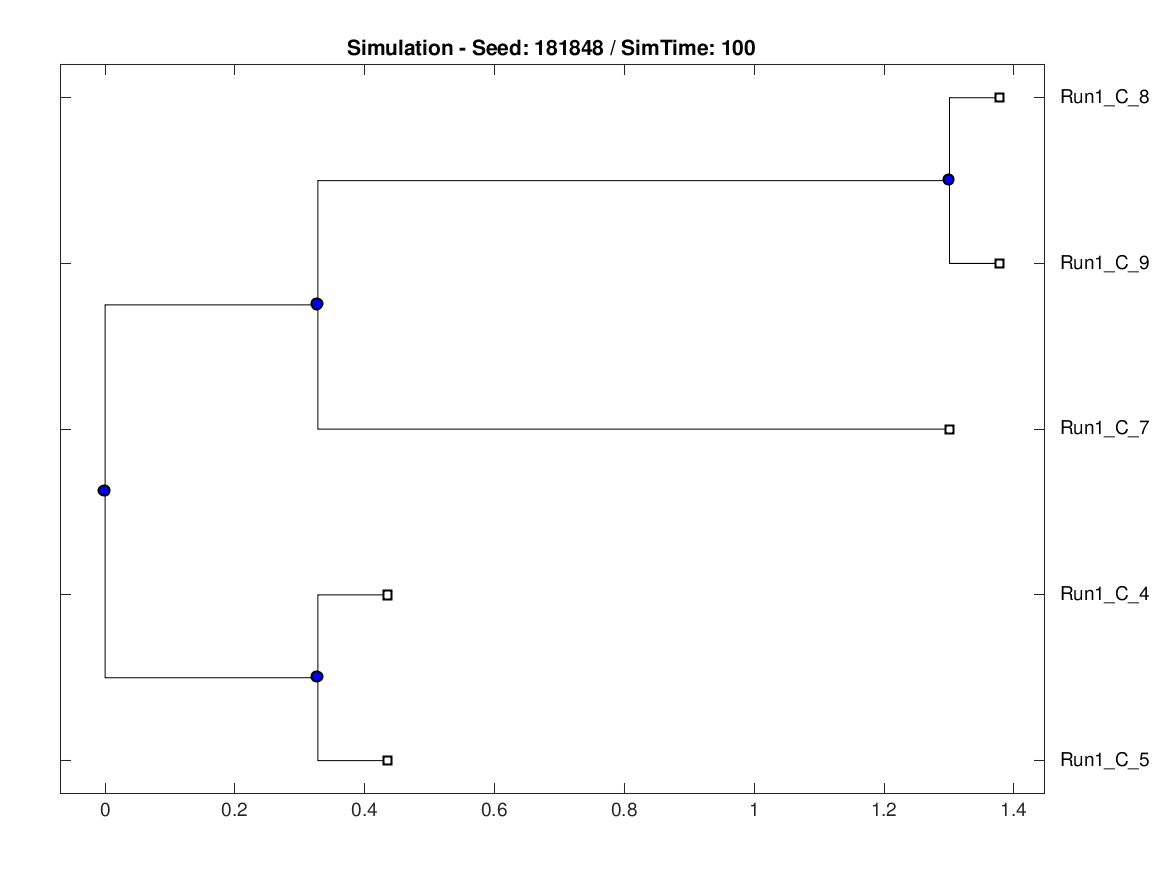 Simulation - Seed: 181848 / SimTime: 100
Run1_C_8
Run1_C_9
Run1_C_7
Run1_C_4
Run1_C_5
0 0.2 0.4 0.6 0.8 1 1.2 1.4